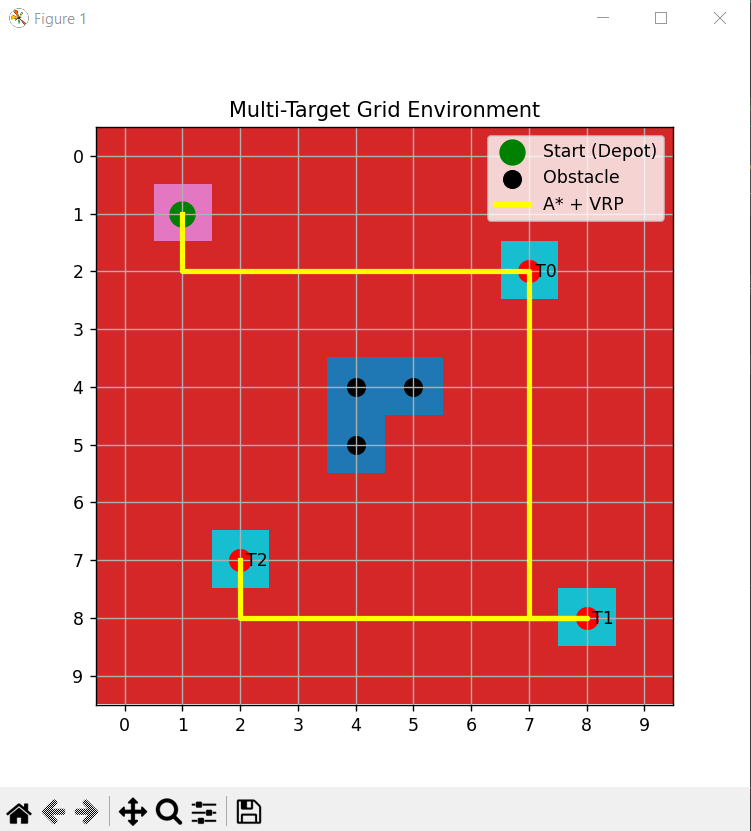 Figure 1
Multi-Target Grid Environment
Start (Depot)
Obstacle
A* + VRP
0
1
2
3
4
5
6
7
8
9
T0
T2
T1
0 1 2 3 4 5 6 7 8 9